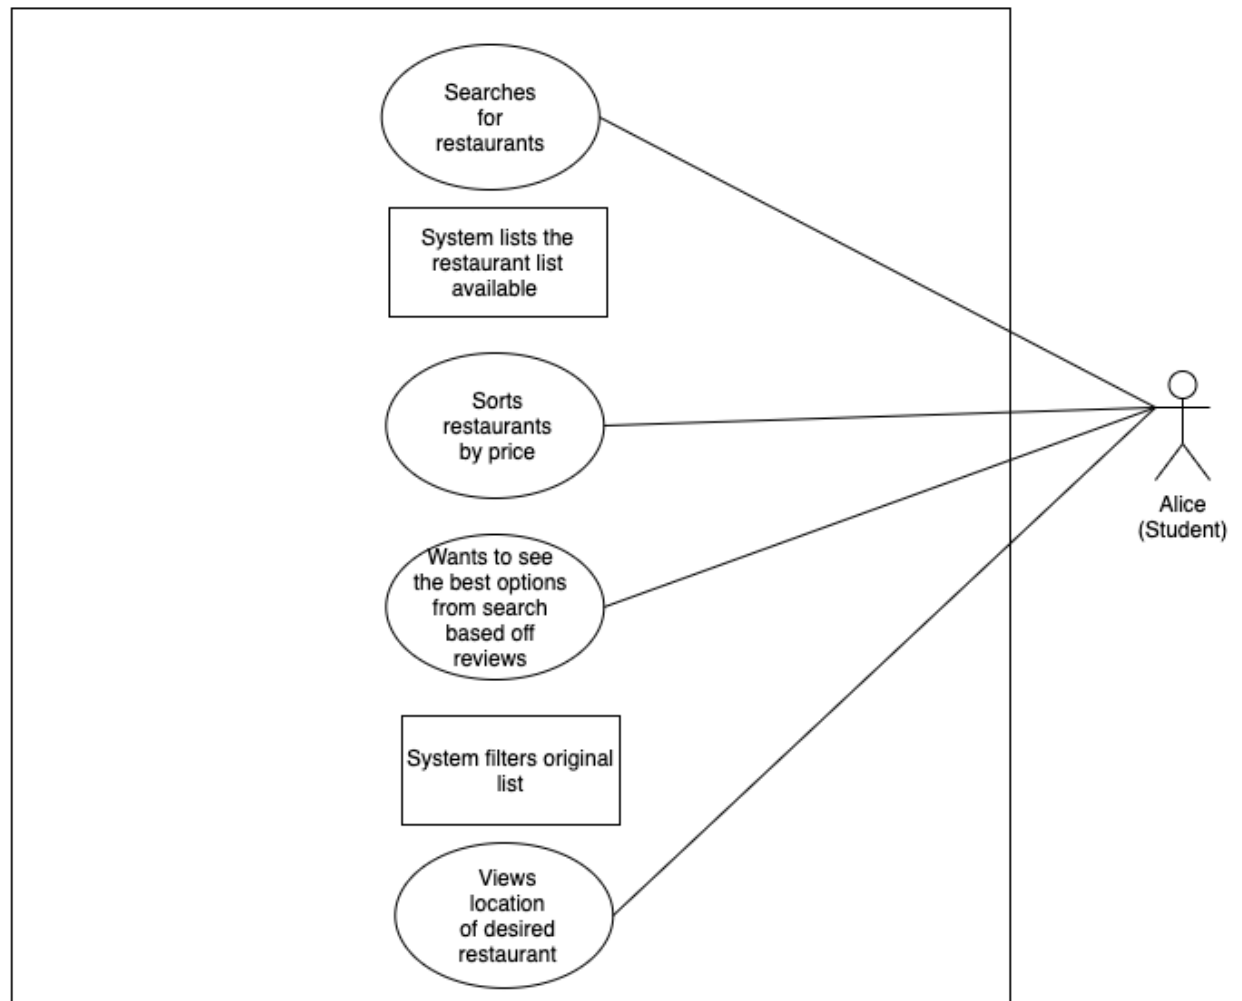 Searches
for
restaurants
System lists the
restaurant list
available
Sorts
restaurants
by price
Wants to see
the best options
from search
based off
reviews
System filters original
list
Views
location
of desired
restaurant
Alice
(Student)